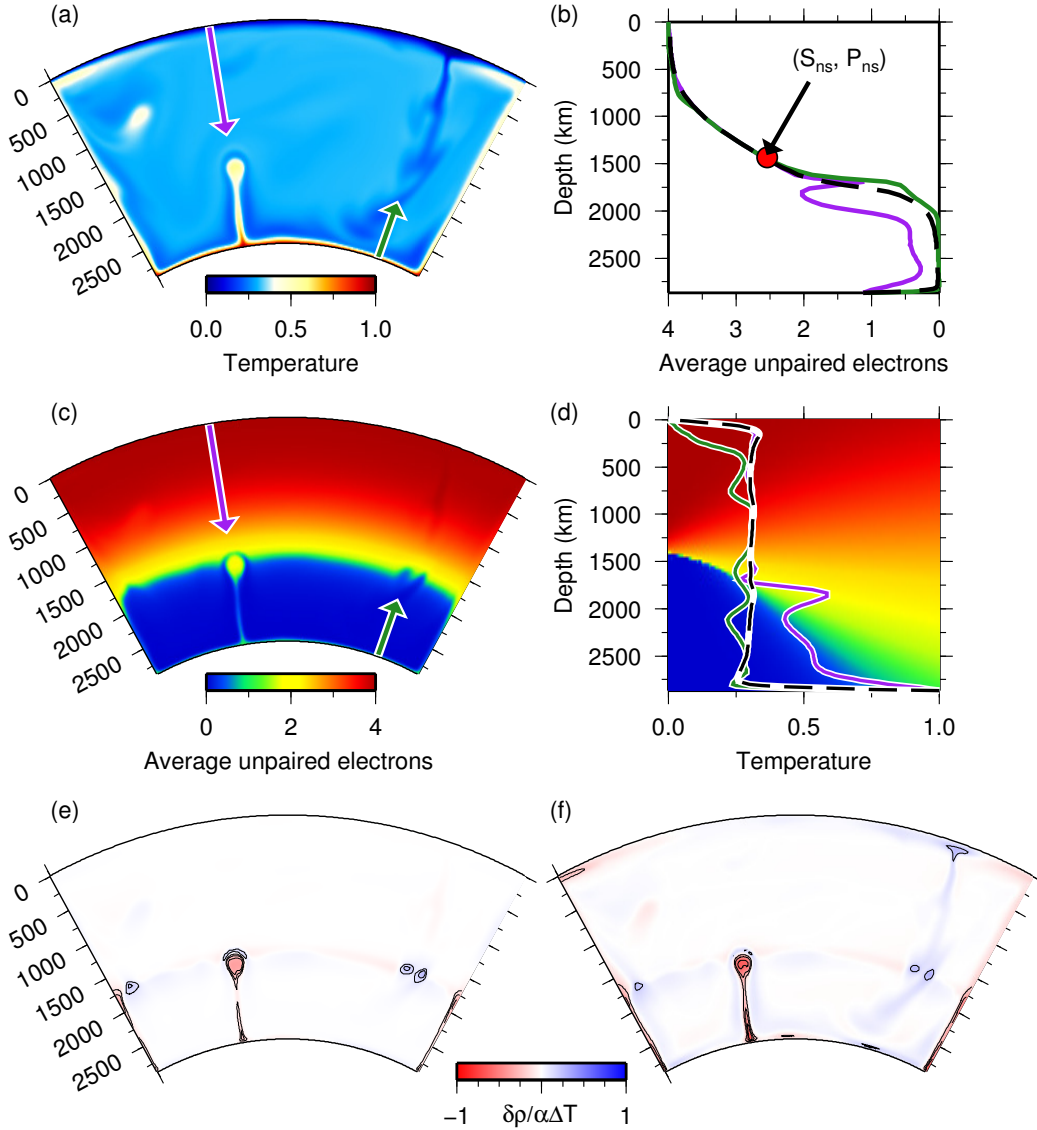 (a)
0
500
1000
1500
2000
2500
0.0 0.5 1.0
Temperature
(b)
0
500
1000
1500
2000
2500
Depth (km)
(Sns, Pns)
4 3 2 1 0
Average unpaired electrons
(c)
0
500
1000
1500
2000
2500
0 2 4
Average unpaired electrons
(d)
0
500
1000
1500
2000
2500
Depth (km)
0.0 0.5 1.0
Temperature
(e)
0
500
1000
1500
2000
2500
(f)
0
500
1000
1500
2000
2500
−1 δρ/αΔT 1